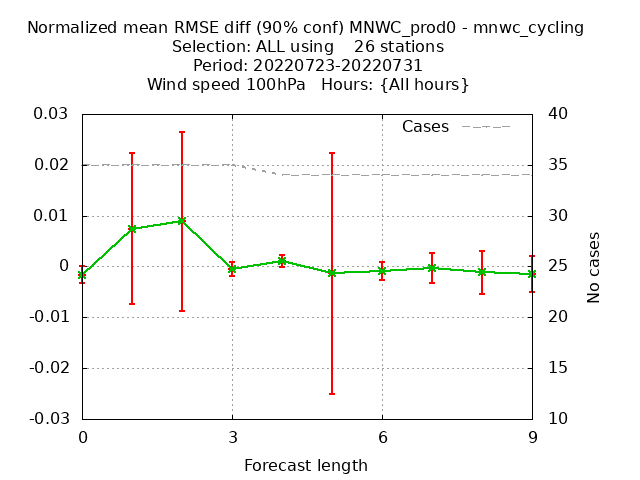 Normalized mean RMSE diff (90% conf) MNWC_prod0 - mnwc_cycling
Selection: ALL using    26 stations
Period: 20220723-20220731
Wind speed 100hPa   Hours: {All hours}
0.03
0.02
0.01
0
-0.01
-0.02
-0.03
Cases
40
35
30
25
20
15
10
No cases
0 3 6 9
Forecast length